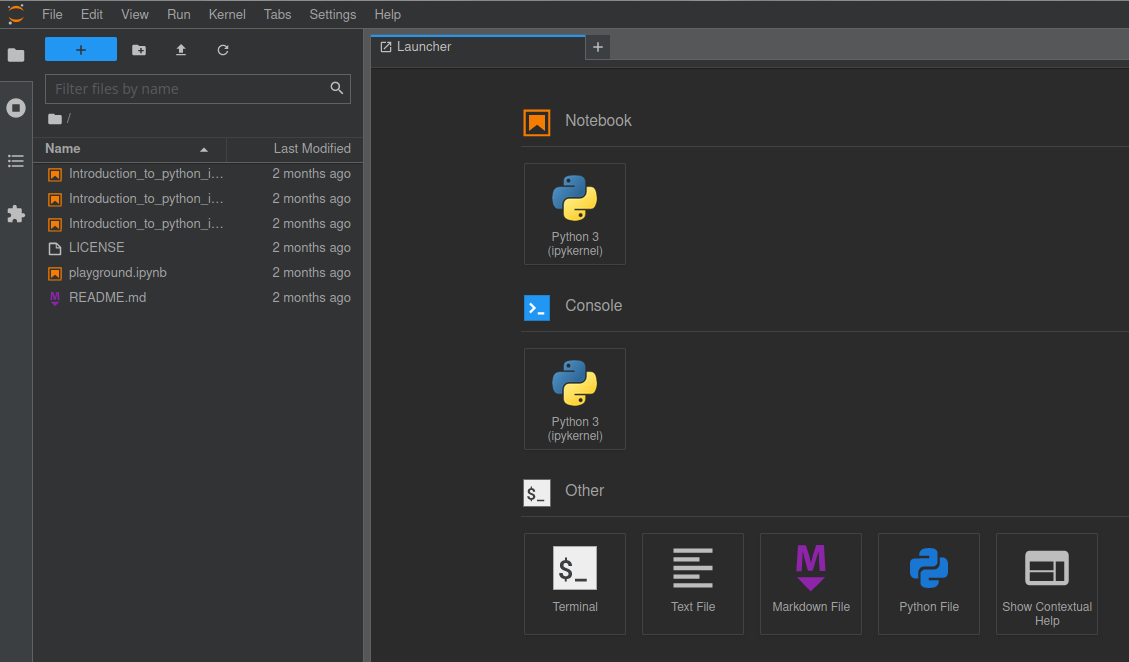 File Edit View Run Kernel Tabs Settings Help
+
Filter files by name
/
Name Last Modified
Introduction_to_python_i… 2 months ago
Introduction_to_python_i… 2 months ago
Introduction_to_python_i… 2 months ago
LICENSE 2 months ago
playground.ipynb 2 months ago
M README.md 2 months ago
Launcher +
Notebook
Python 3
(ipykernel)
Console
Python 3
(ipykernel)
$_ Other
$_
Terminal
Text File
M
Markdown File
Python File
Show Contextual
Help